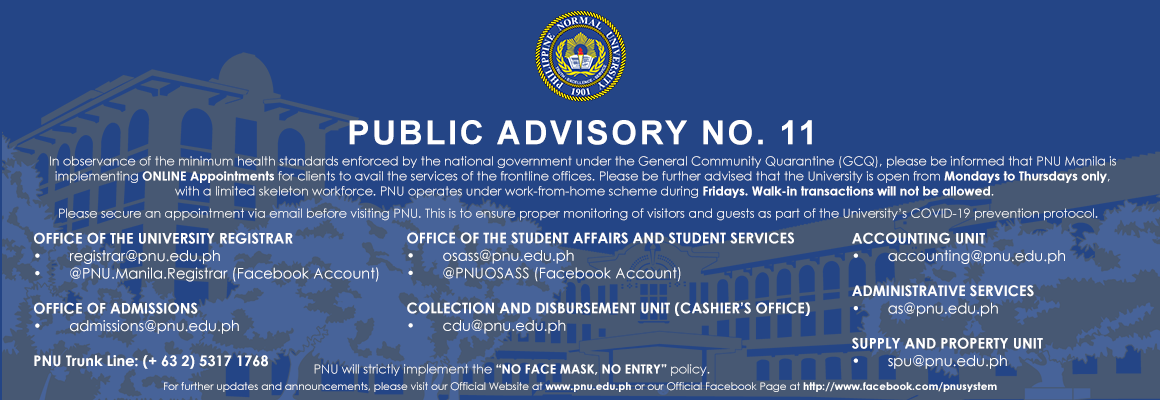 PHILIPPINE NORMAL UNIVERSITY
1901
PUBLIC ADVISORY NO. 11
In observance of the minimum health standards enforced by the national government under the General Community Quarantine (GCQ), please be informed that PNU Manila is
implementing ONLINE Appointments for clients to avail the services of the frontline offices. Please be further advised that the University is open from Mondays to Thursdays only,
with a limited skeleton workforce. PNU operates under work-from-home scheme during Fridays. Walk-in transactions will not be allowed.
Please secure an appointment via email before visiting PNU. This is to ensure proper monitoring of visitors and guests as part of the University's COVID-19 prevention protocol.
OFFICE OF THE UNIVERSITY REGISTRAR
• registrar@pnu.edu.ph
• @PNU.Manila.Registrar (Facebook Account)
OFFICE OF ADMISSIONS
• admissions@pnu.edu.ph
PNU Trunk Line: (+ 63 2) 5317 1768
OFFICE OF THE STUDENT AFFAIRS AND STUDENT SERVICES
• osass@pnu.edu.ph
• @PNUOSASS (Facebook Account)
COLLECTION AND DISBURSEMENT UNIT (CASHIER'S OFFICE)
• cdu@pnu.edu.ph
ACCOUNTING UNIT
• accounting@pnu.edu.ph
ADMINISTRATIVE SERVICES
• as@pnu.edu.ph
SUPPLY AND PROPERTY UNIT
• spu@pnu.edu.ph
PNU will strictly implement the "NO FACE MASK, NO ENTRY" policy.
For further updates and announcements, please visit our Official Website at www.pnu.edu.ph or our Official Facebook Page at http://www.facebook.com/pnusystem